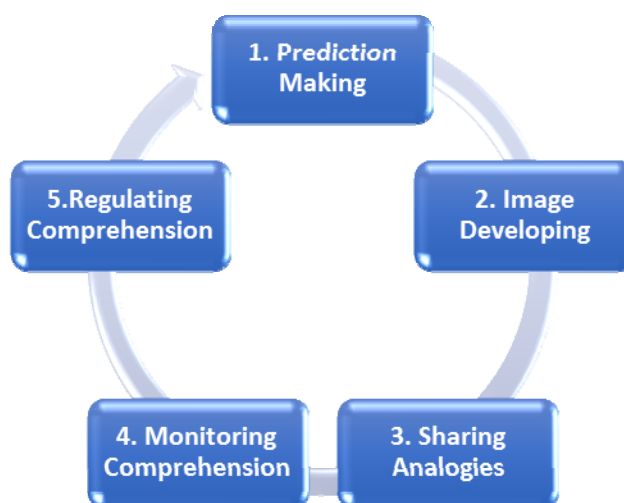 1. Prediction
Making
2. Image
Developing
3. Sharing
Analogies
4. Monitoring
Comprehension
5.Regulating
Comprehension